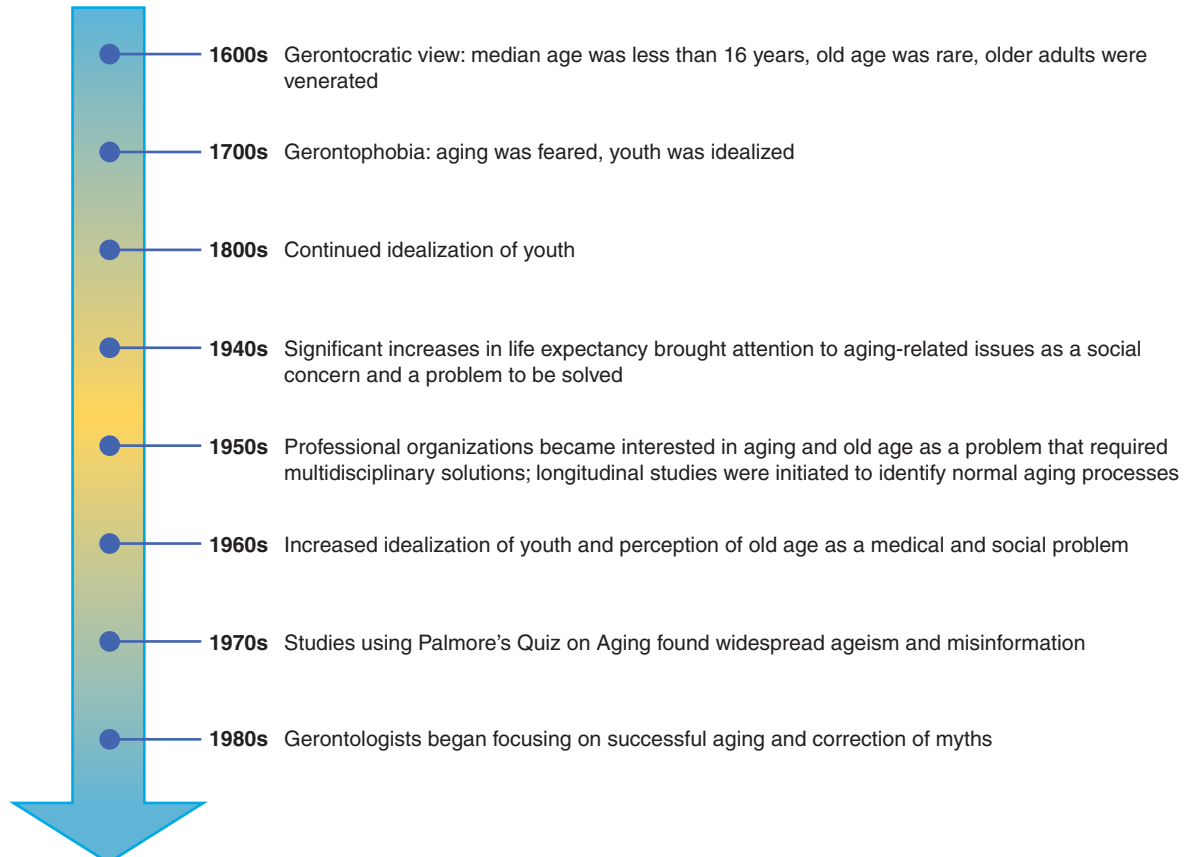 1600s Gerontocratic view: median age was less than 16 years, old age was rare, older adults were
venerated
1700s Gerontophobia: aging was feared, youth was idealized
1800s Continued idealization of youth
1940s Significant increases in life expectancy brought attention to aging-related issues as a social
concern and a problem to be solved
1950s Professional organizations became interested in aging and old age as a problem that required
multidisciplinary solutions; longitudinal studies were initiated to identify normal aging processes
1960s Increased idealization of youth and perception of old age as a medical and social problem
1970s Studies using Palmore’s Quiz on Aging found widespread ageism and misinformation
1980s Gerontologists began focusing on successful aging and correction of myths